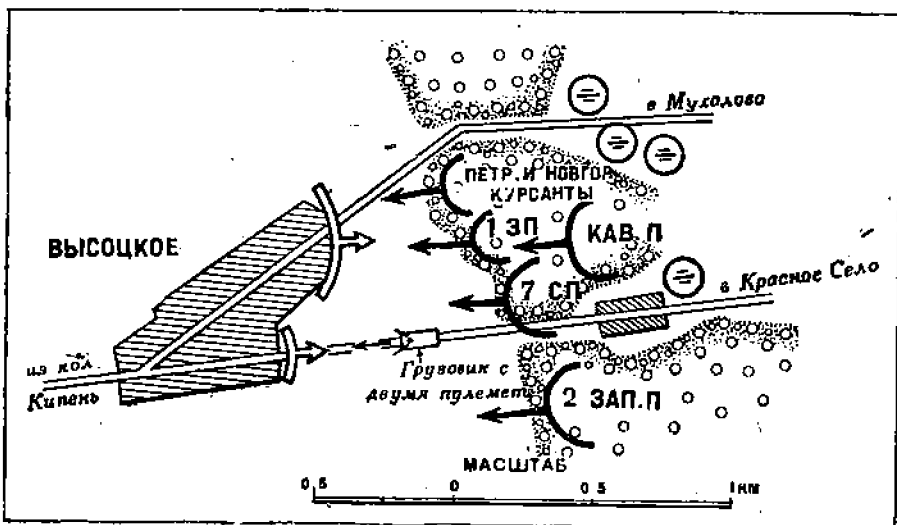 в Мухолово
ПЕТР. И НОВГОР.
КУРСАНТЫ
1 ЗП
КАВ. П
ВЫСОЦКОЕ
7 СП
в Красное Село
из кол.
Кипень
Грузовик с
двумя пулемет.
2 ЗАП. П
МАСШТАБ
0 5 0 0 5 1 км